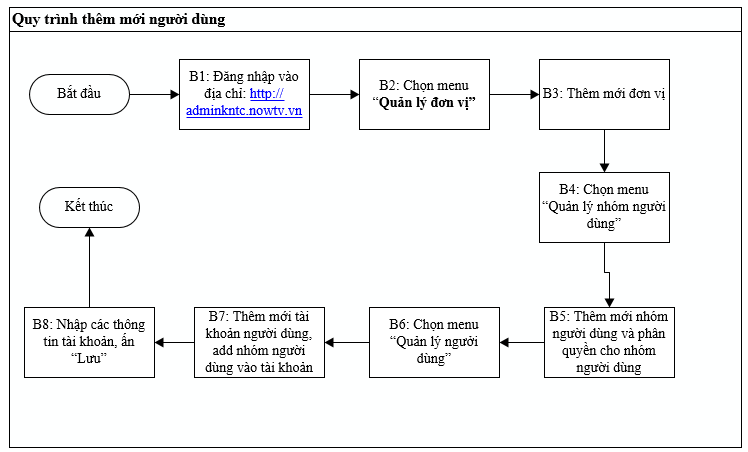 Quy trình thêm mới người dùng
Bắt đầu
B1: Đăng nhập vào
địa chỉ: http://
adminkntc.nowtv.vn
B2: Chọn menu
“Quản lý đơn vị”
B3: Thêm mới đơn vị
B4: Chọn menu
“Quản lý nhóm người
dùng”
B5: Thêm mới nhóm
người dùng và phân
quyền cho nhóm
người dùng
B6: Chọn menu
“Quản lý người
dùng”
B7: Thêm mới tài
khoản người dùng,
add nhóm người
dùng vào tài khoản
B8: Nhập các thông
tin tài khoản, ấn
“Lưu”
Kết thúc